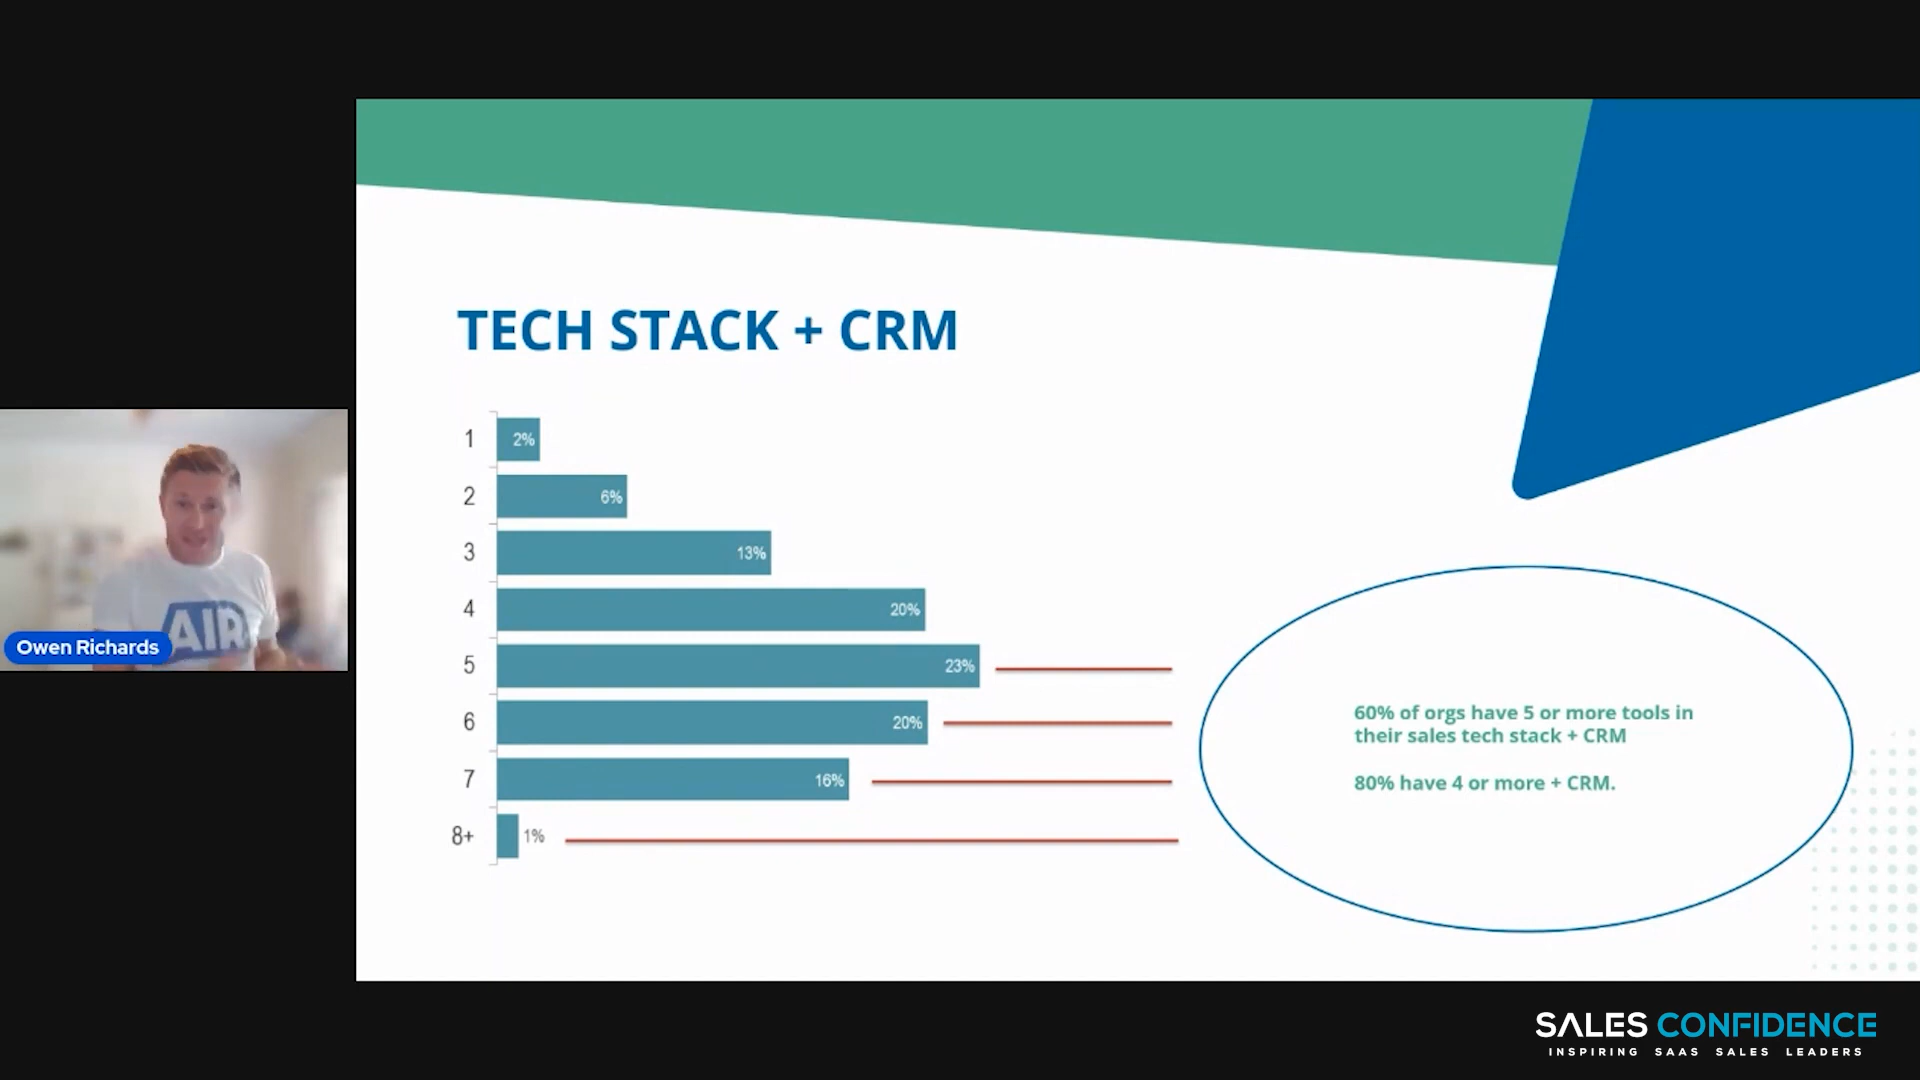 TECH STACK + CRM
1 2%
2 6%
3 13%
4 20%
5 23%
6 20%
7 16%
8+ 1%
60% of orgs have 5 or more tools in
their sales tech stack + CRM
80% have 4 or more + CRM.
AIR
Owen Richards
SALES CONFIDENCE
INSPIRING SAAS SALES LEADERS